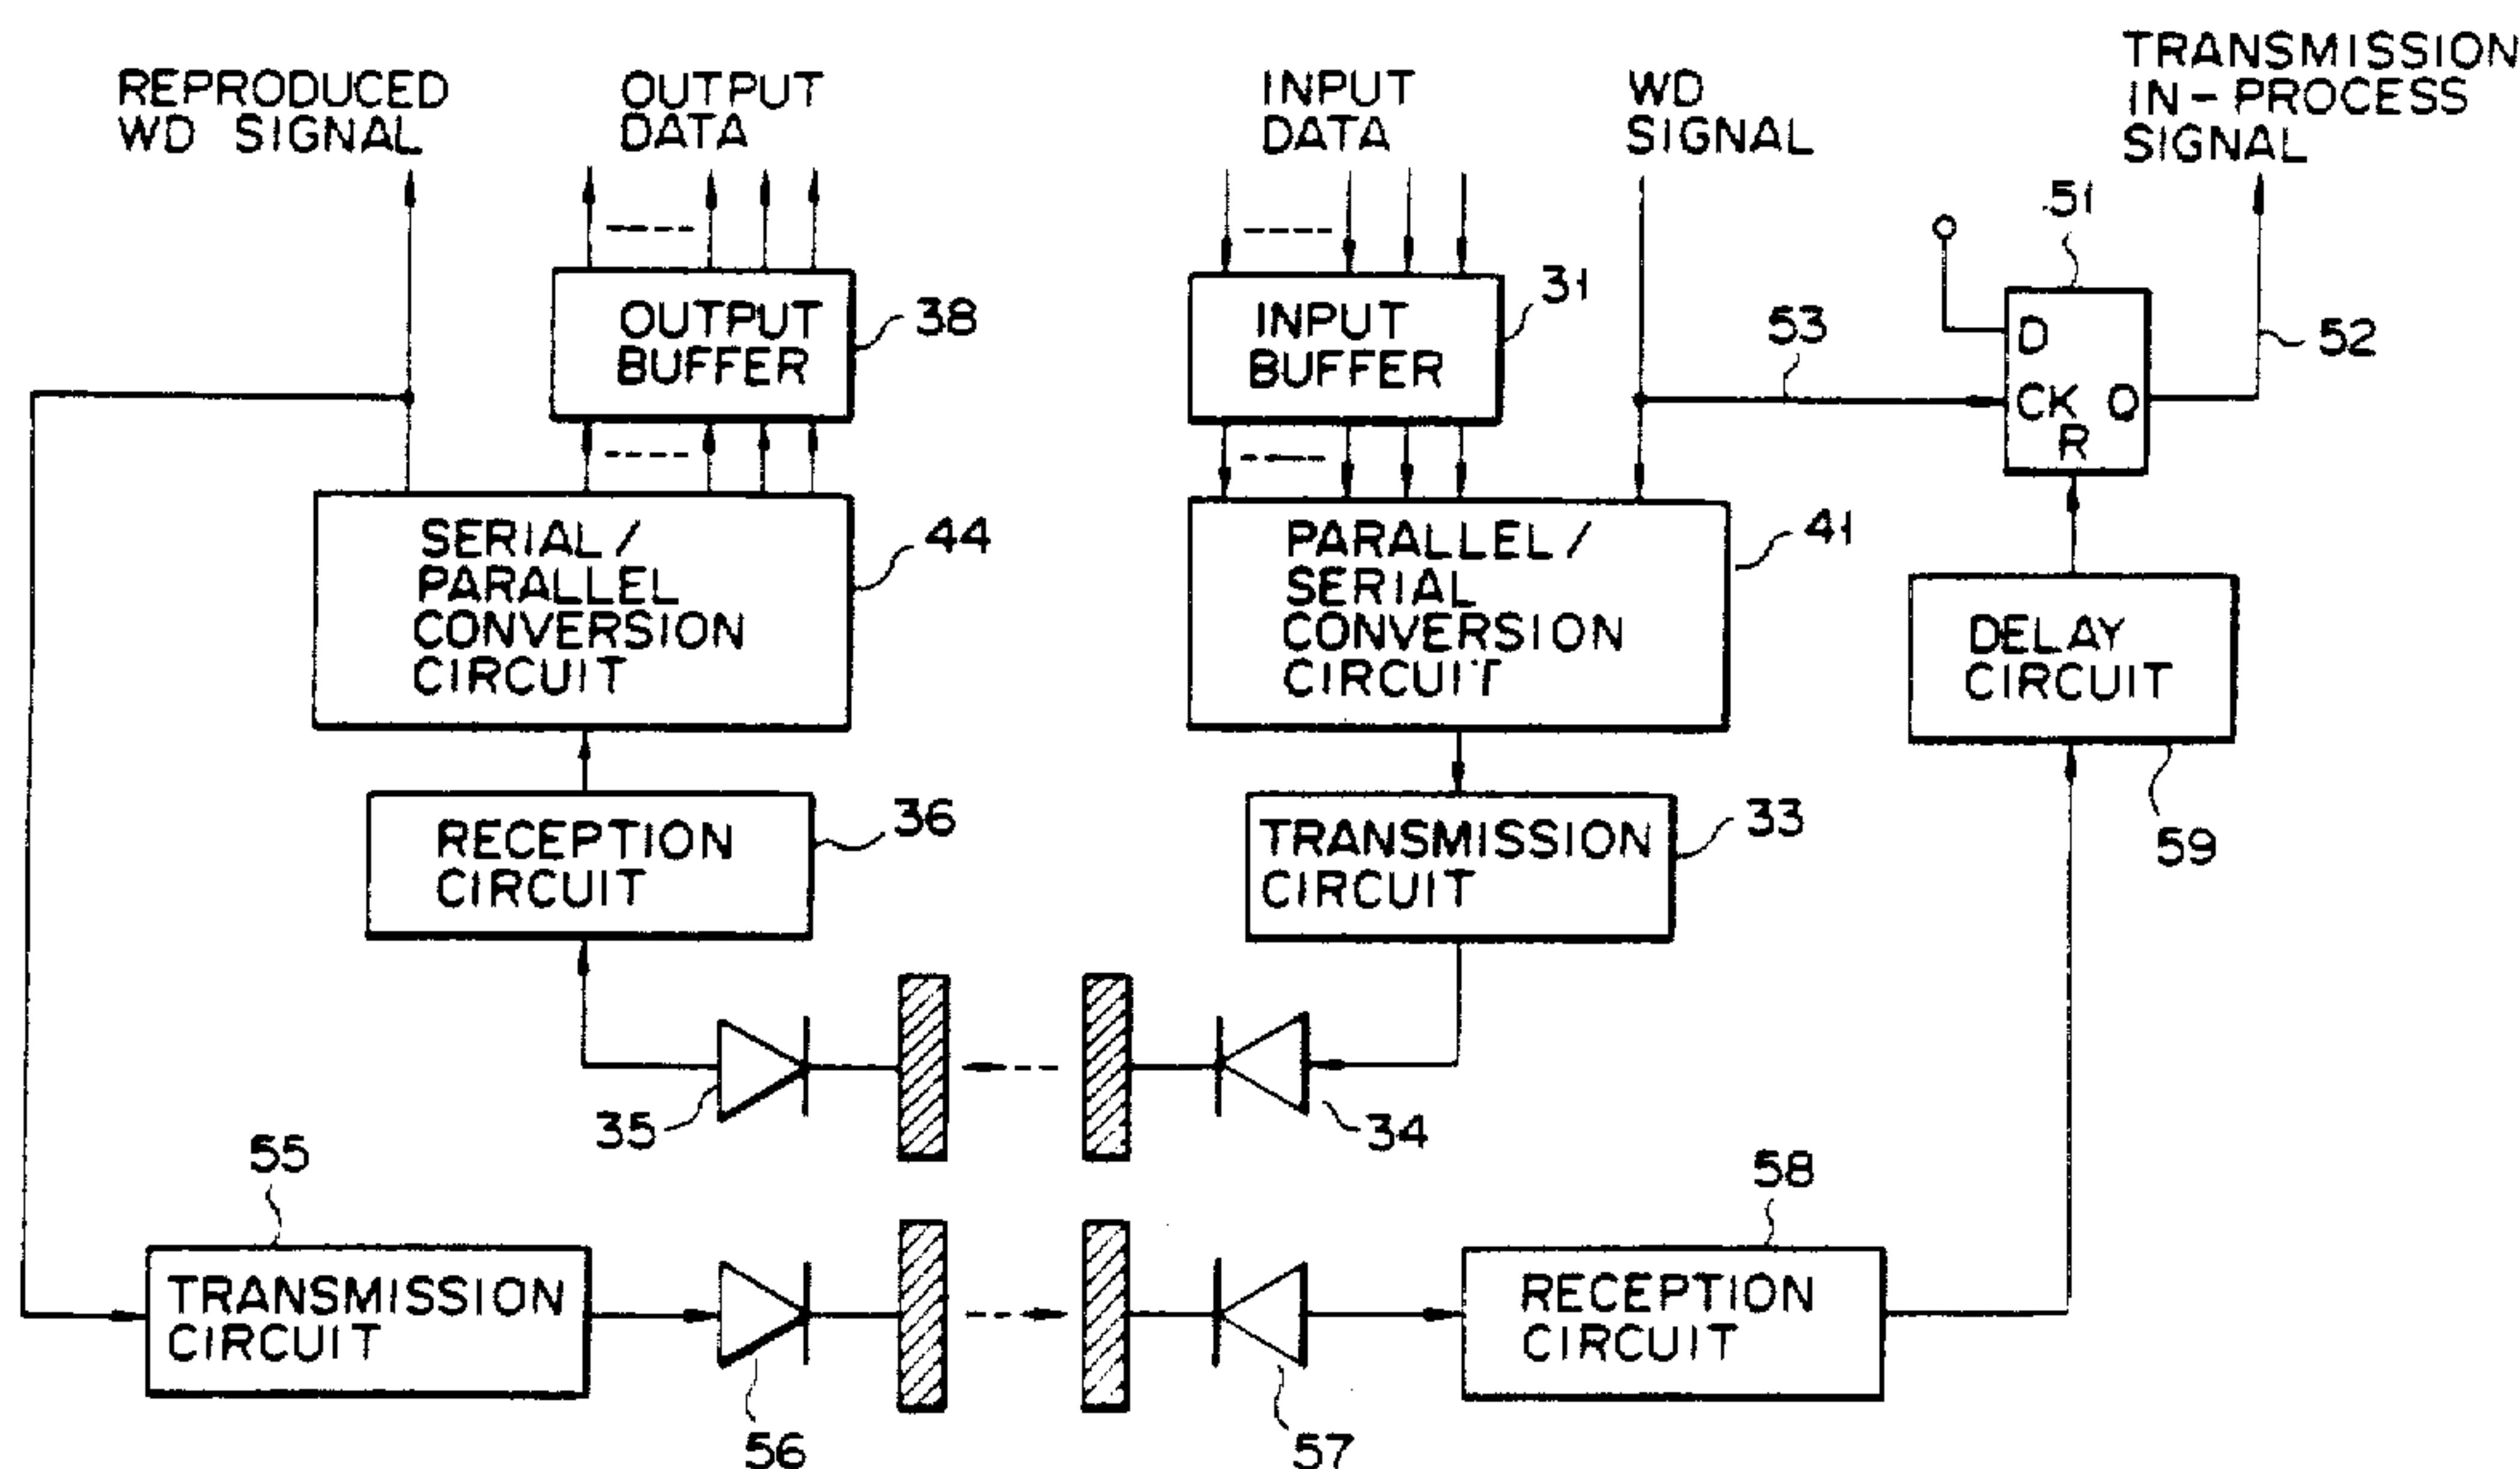 REPRODUCED
WD SIGNAL
OUTPUT
DATA
INPUT
DATA
WD
SIGNAL
TRANSMISSION
IN-PROCESS
SIGNAL
51
OUTPUT
BUFFER
38
INPUT
BUFFER
31
53
D
CK Q
R
52
SERIAL/
PARALLEL
CONVERSION
CIRCUIT
44
PARALLEL/
SERIAL
CONVERSION
CIRCUIT
41
DELAY
CIRCUIT
59
RECEPTION
CIRCUIT
36
TRANSMISSION
CIRCUIT
33
35
34
55
TRANSMISSION
CIRCUIT
56
57
58
RECEPTION
CIRCUIT